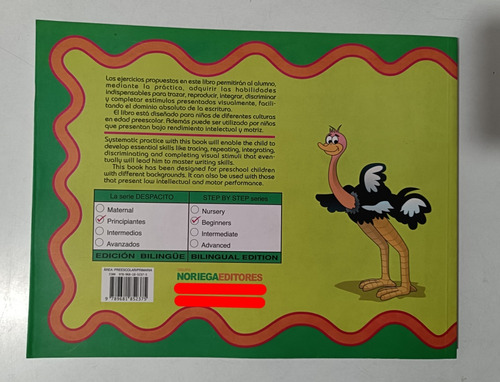 Los ejercicios propuestos en este libro permitirán al alumno,
mediante la práctica, adquirir las habilidades
indispensables para trazar, reproducir, integrar, discriminar
y completar estímulos presentados visualmente, facili-
tando el dominio absoluto de la escritura.
El libro está diseñado para niños de diferentes culturas
en edad preescolar. Además puede ser utilizado por niños
que presentan bajo rendimiento intelectual y motriz.
Systematic practice with this book will enable the child to
develop essential skills like tracing, repeating, integrating,
discriminating and completing visual stimuli that even-
tually will lead him to master writing skills.
This book has been designed for preschool children
with different backgrounds. It can also be used with those
that present low intellectual and motor performance.
La serie DESPACITO
STEP BY STEP series
Maternal
Nursery
Principiantes
Beginners
Intermedios
Intermediate
Avanzados
Advanced
EDICIÓN BILINGÜE
BILINGUAL EDITION
ÁREA: PREESCOLAR/PRIMARIA
NORIEGA EDITORES
9 789681 850375